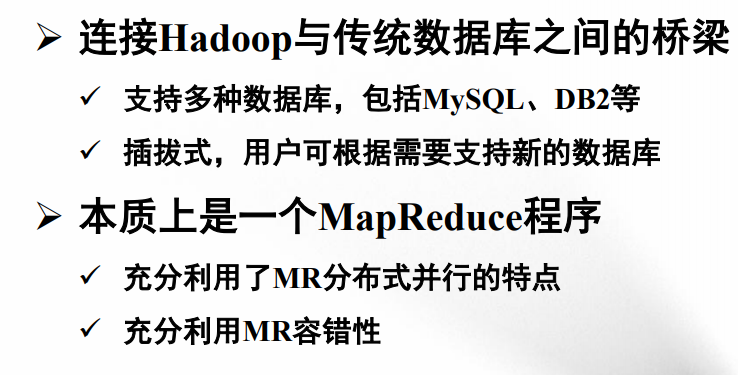 ➢ 连接Hadoop与传统数据库之间的桥梁
✓ 支持多种数据库，包括MySQL、DB2等
✓ 插拔式，用户可根据需要支持新的数据库
➢ 本质上是一个MapReduce程序
✓ 充分利用了MR分布式并行的特点
✓ 充分利用MR容错性